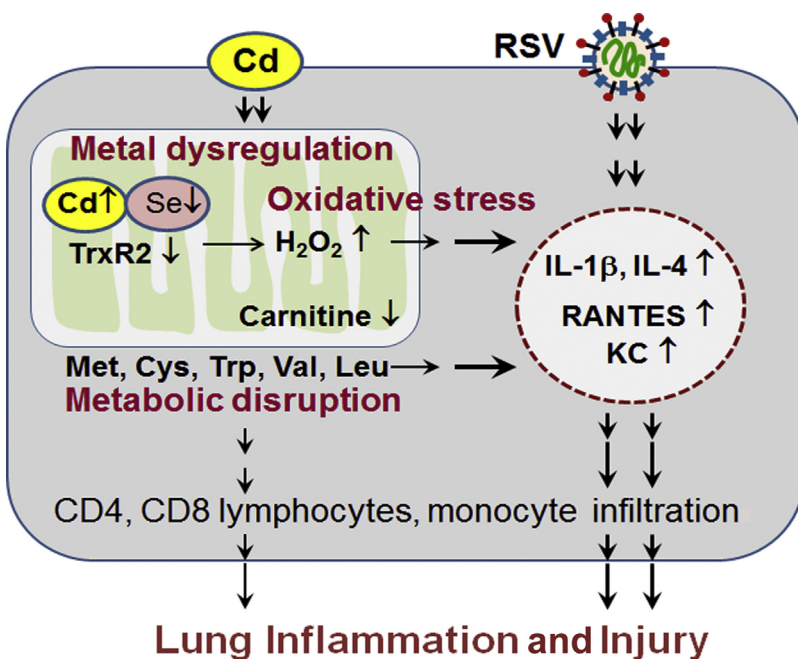 Cd
RSV
Metal dysregulation
Cd↑ Se↓
Oxidative stress
TrxR2 ↓
H₂O₂ ↑
IL-1β, IL-4 ↑
Carnitine ↓
RANTES ↑
KC ↑
Met, Cys, Trp, Val, Leu
Metabolic disruption
CD4, CD8 lymphocytes, monocyte infiltration
Lung Inflammation and Injury